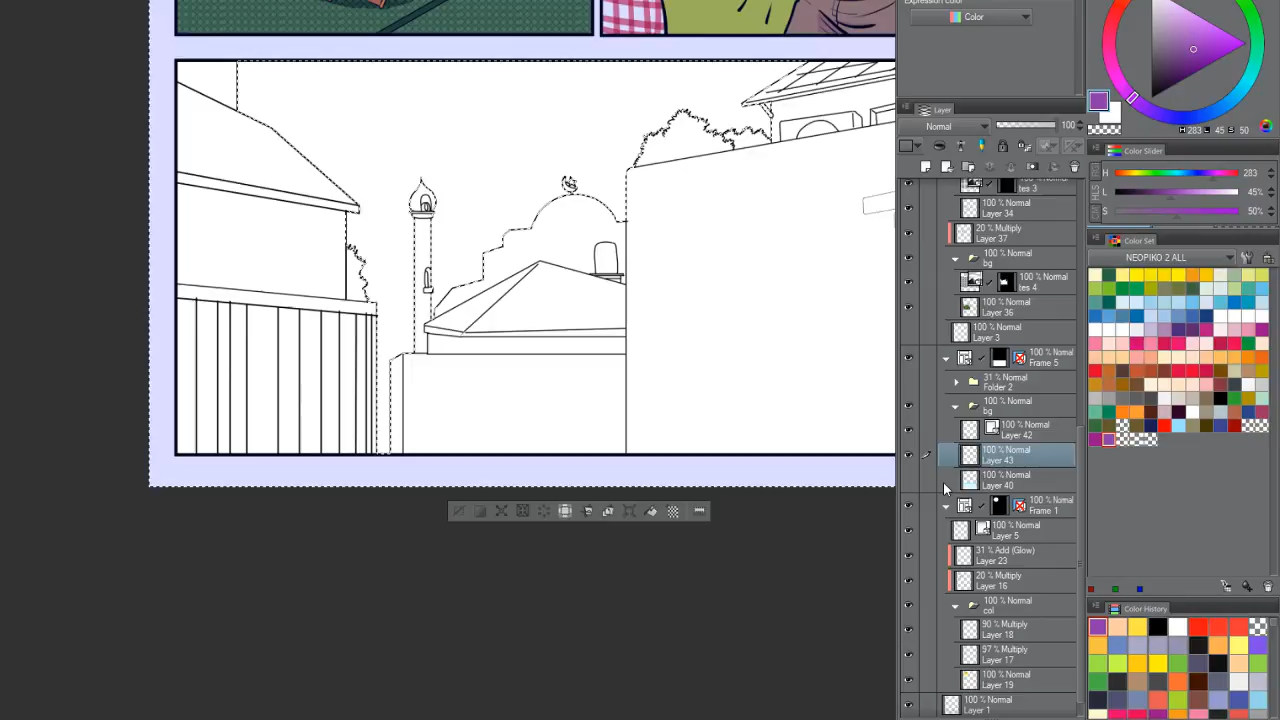 Expression Color
Color
Layer
Normal
100
tes 3
100 % Normal
Layer 34
20 % Multiply
Layer 37
100 % Normal
bg
100 % Normal
tes 4
100 % Normal
Layer 36
100 % Normal
Layer 3
100 % Normal
Frame 5
31 % Normal
Folder 2
100 % Normal
bg
100 % Normal
Layer 42
100 % Normal
Layer 43
100 % Normal
Layer 40
100 % Normal
Frame 1
100 % Normal
Layer 5
31 % Add (Glow)
Layer 23
20 % Multiply
Layer 16
100 % Normal
col
90 % Multiply
Layer 18
97 % Multiply
Layer 17
100 % Normal
Layer 19
100 % Normal
Layer 1
H 283 L 45 S 50
Color Slider
H 283
L 45%
S 50%
HLS
Color Set
NEOPIKO 2 ALL
Color History